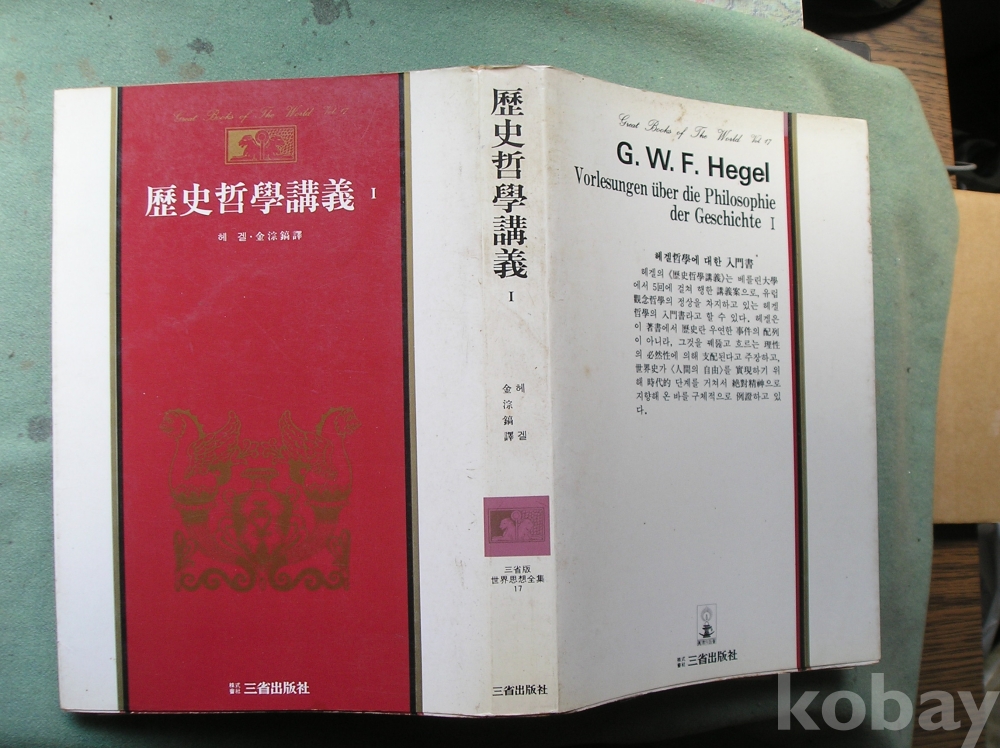 Great Books of The World Vol. 17
歷史哲學講義 I
헤겔·金淙鎬譯
株式會社 三省出版社
歷史哲學講義 I
헤겔
金淙鎬譯
三省版
世界思想全集
17
三省出版社
Great Books of The World Vol 17
G. W. F. Hegel
Vorlesungen über die Philosophie
der Geschichte I
헤겔哲學에 대한 入門書
헤겔의 《歷史哲學講義》는 베를린大學
에서 5회에 걸쳐 행한 講義案으로, 유럽
觀念哲學의 정상을 차지하고 있는 헤겔
哲學의 入門書라고 할 수 있다. 헤겔은
이 著書에서 歷史란 우연한 事件의 配列
이 아니라, 그것을 꿰뚫고 흐르는 理性
의 必然性에 의해 支配된다고 주장하고,
世界史가 《人間의 自由》를 實現하기 위
해 時代的 단계를 거쳐서 絕對精神으로
지향해 온 바를 구체적으로 例證하고 있
다.
株式會社 三省出版社
kobay